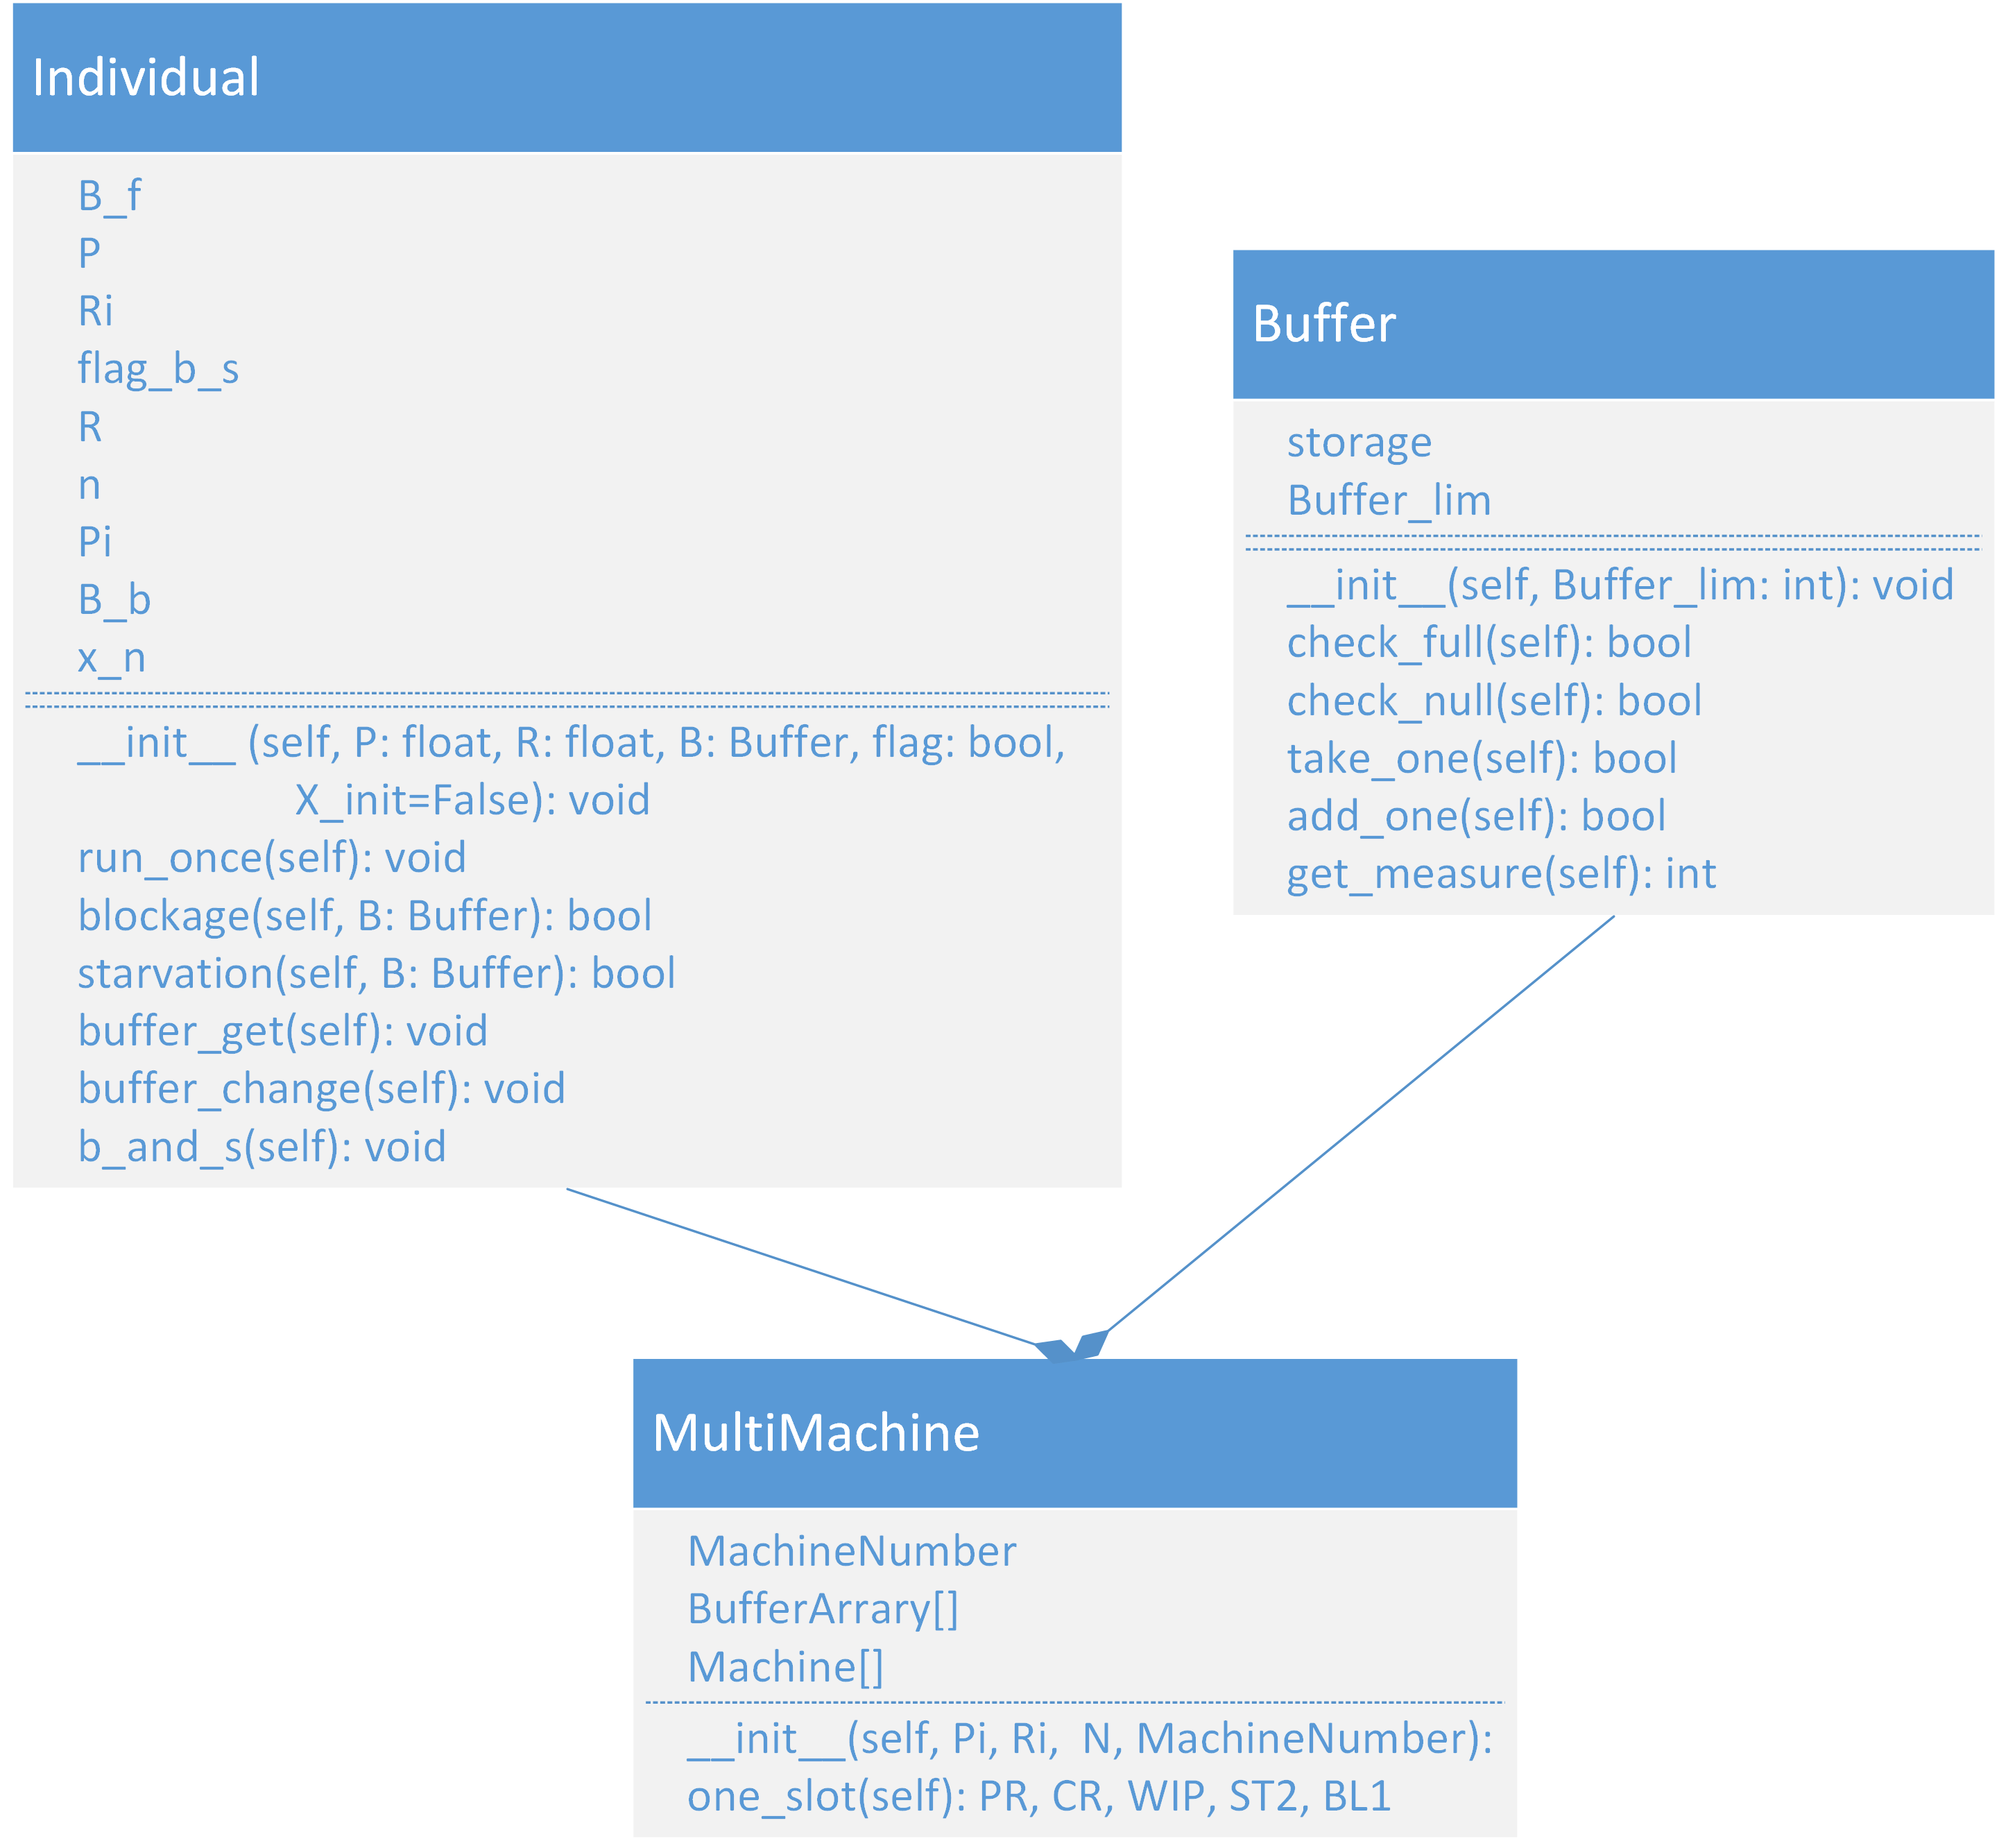 Individual
B_f
P
Ri
flag_b_s
R
n
Pi
B_b
x_n
__init__ (self, P: float, R: float, B: Buffer, flag: bool,
X_init=False): void
run_once(self): void
blockage(self, B: Buffer): bool
starvation(self, B: Buffer): bool
buffer_get(self): void
buffer_change(self): void
b_and_s(self): void
Buffer
storage
Buffer_lim
__init__(self, Buffer_lim: int): void
check_full(self): bool
check_null(self): bool
take_one(self): bool
add_one(self): bool
get_measure(self): int
MultiMachine
MachineNumber
BufferArrary[]
Machine[]
__init__(self, Pi, Ri, N, MachineNumber):
one_slot(self): PR, CR, WIP, ST2, BL1